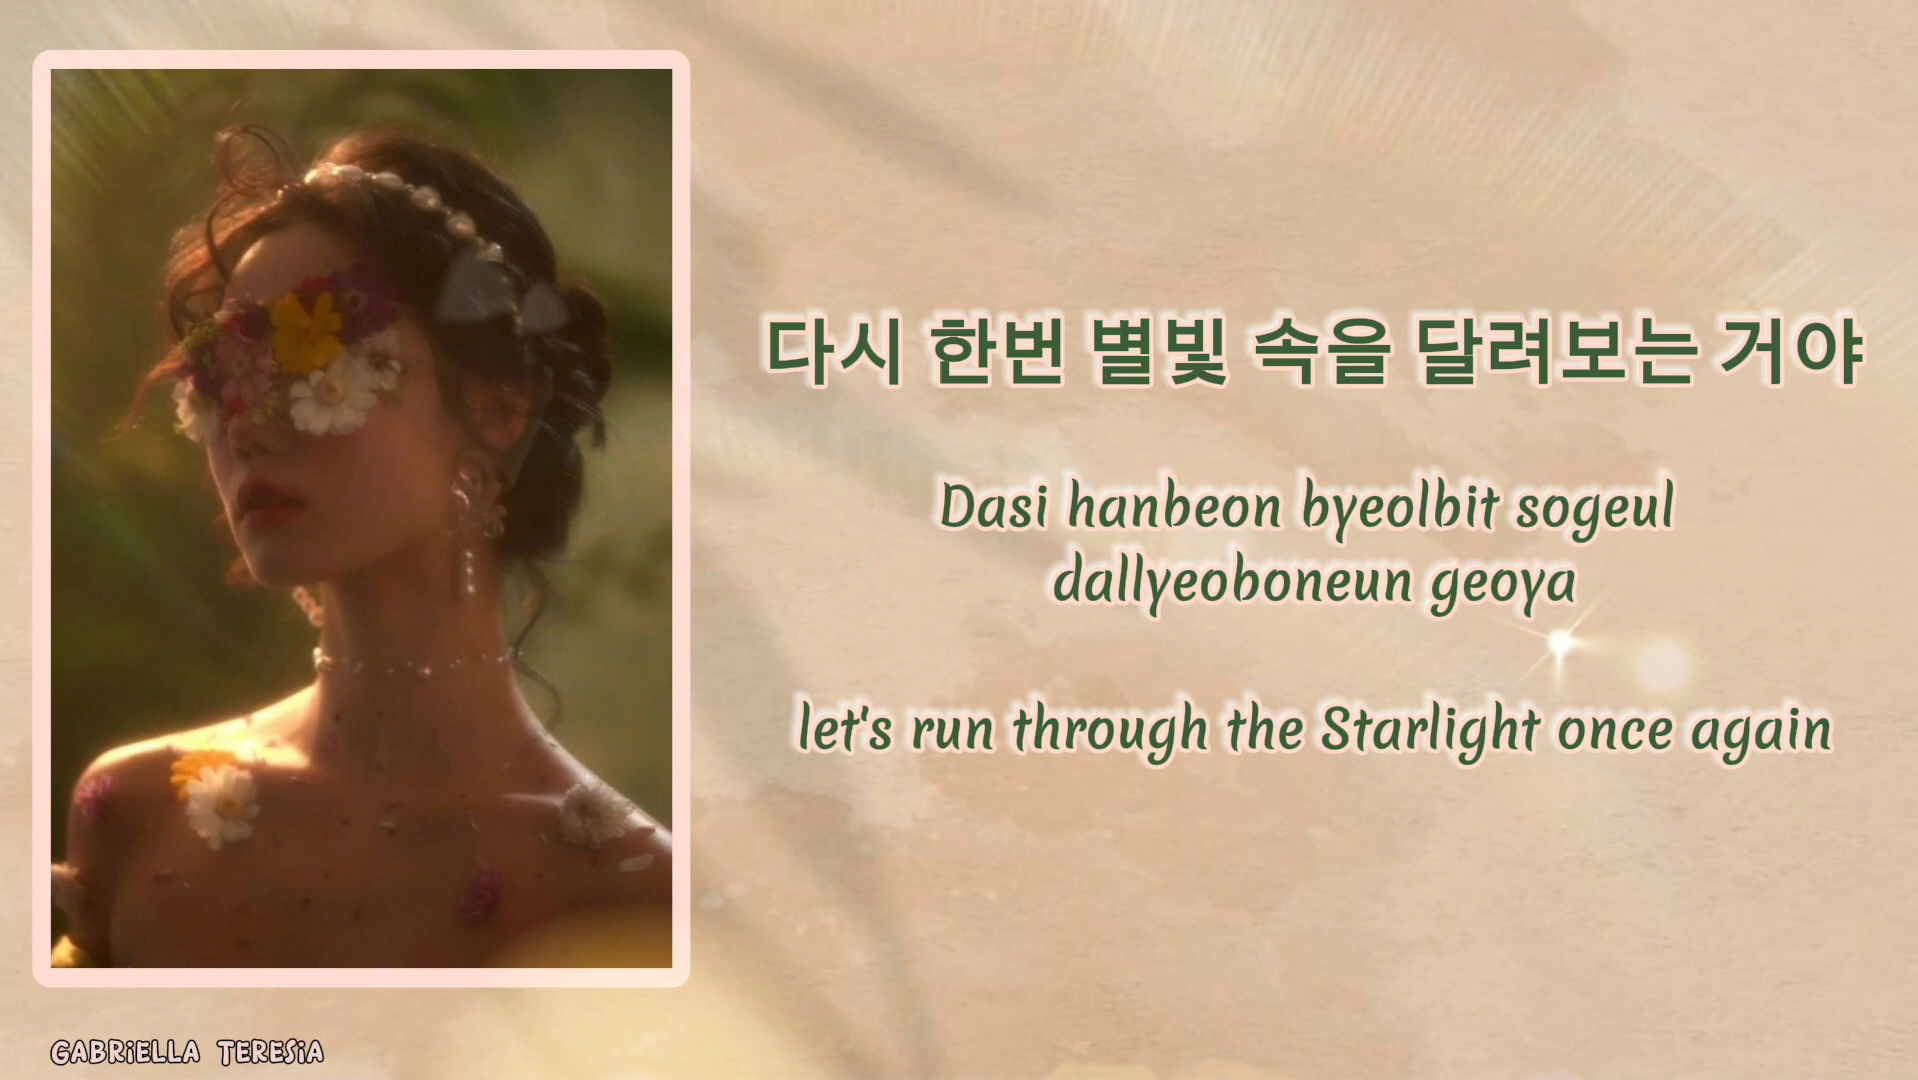 다시 한번 별빛 속을 달려보는 거야
Dasi hanbeon byeolbit sogeul
dallyeoboneun geoya
let's run through the Starlight once again
GABRiELLA TERESiA